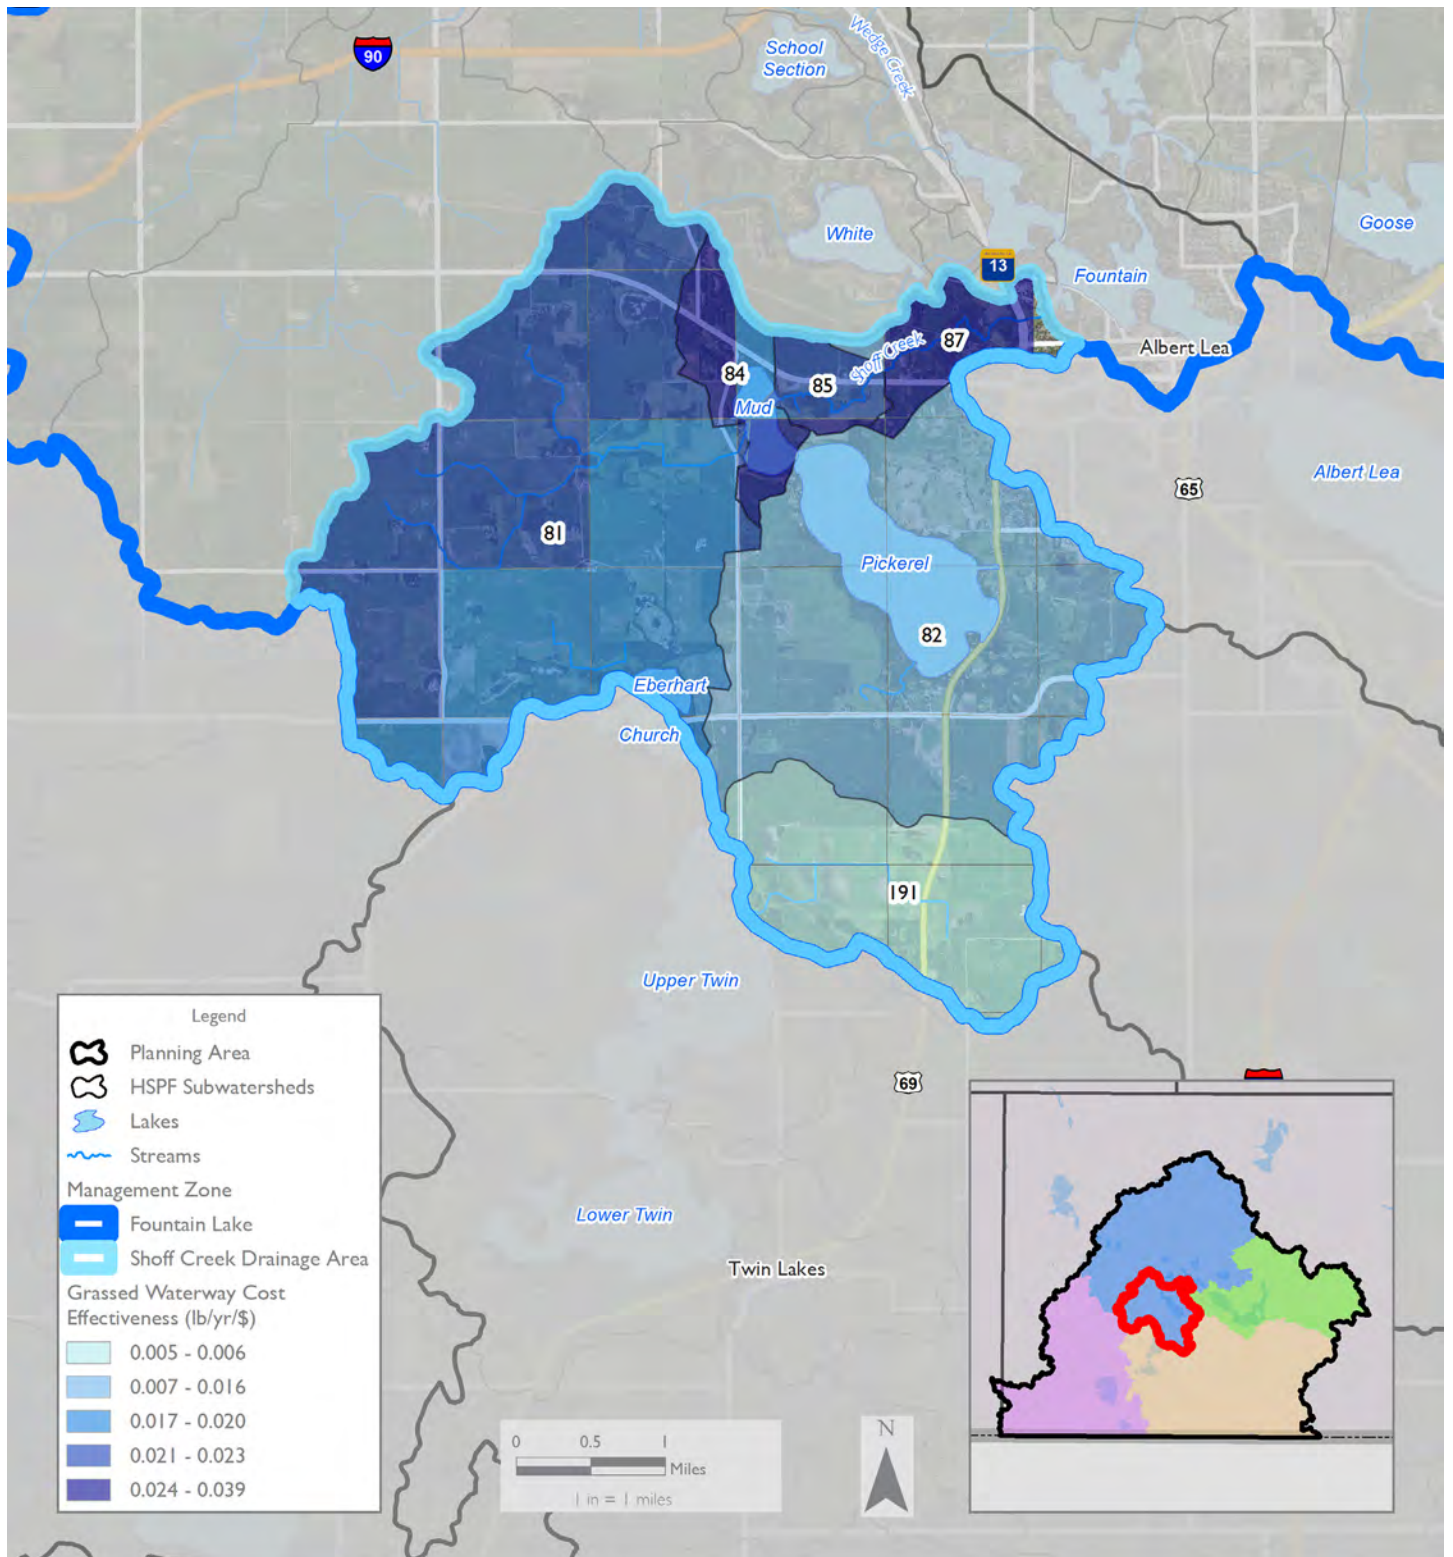 90
School
Section
Wedge Creek
White
Goose
13
Fountain
Albert Lea
87
Shoff Creek
84
85
Mud
Albert Lea
65
81
Pickerel
82
Eberhart
Church
191
Upper Twin
69
Lower Twin
Twin Lakes
Legend
Planning Area
HSPF Subwatersheds
Lakes
Streams
Management Zone
Fountain Lake
Shoff Creek Drainage Area
Grassed Waterway Cost
Effectiveness (lb/yr/$)
0.005 - 0.006
0.007 - 0.016
0.017 - 0.020
0.021 - 0.023
0.024 - 0.039
0 0.5 1
Miles
1 in = 1 miles
N